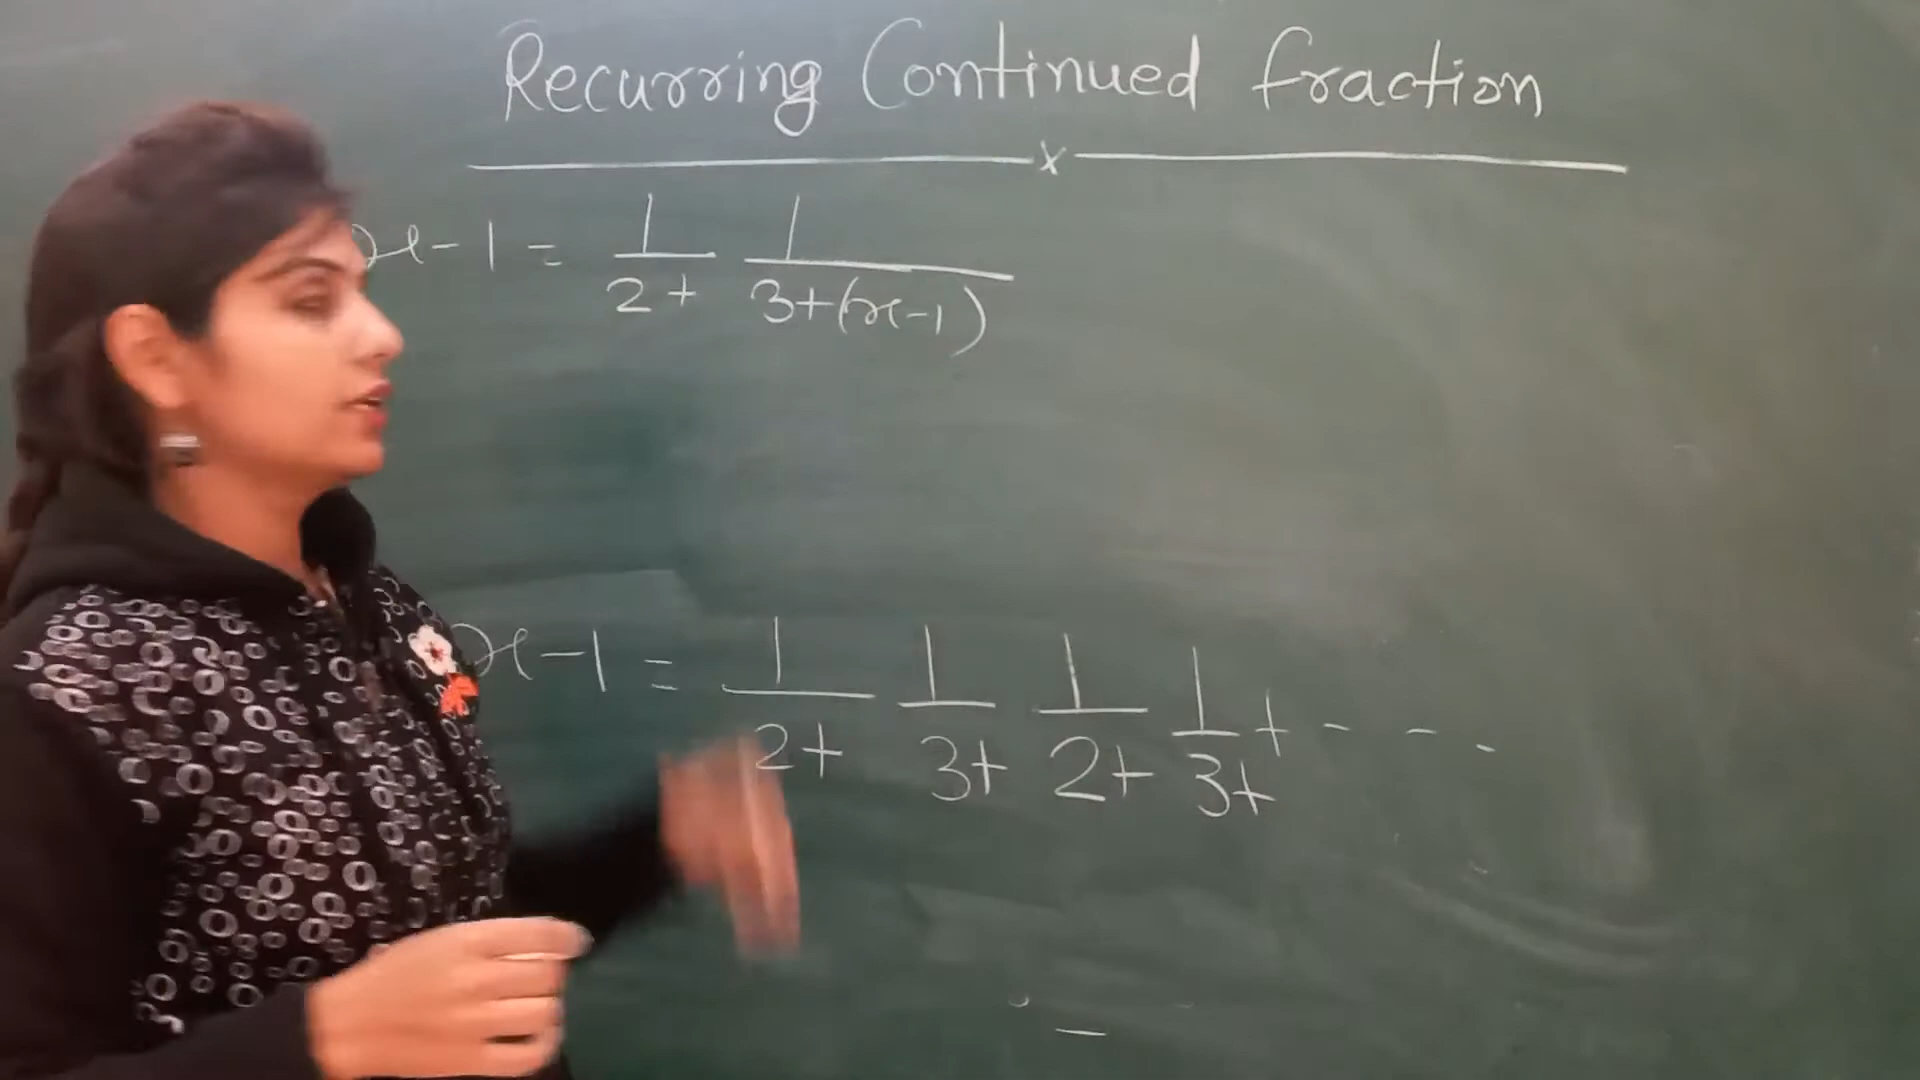 Recurring Continued fraction
x
x-1 = 1/2+ 1/3+(x-1)
x-1 = 1/2+ 1/3+ 1/2+ 1/3+ + - - .